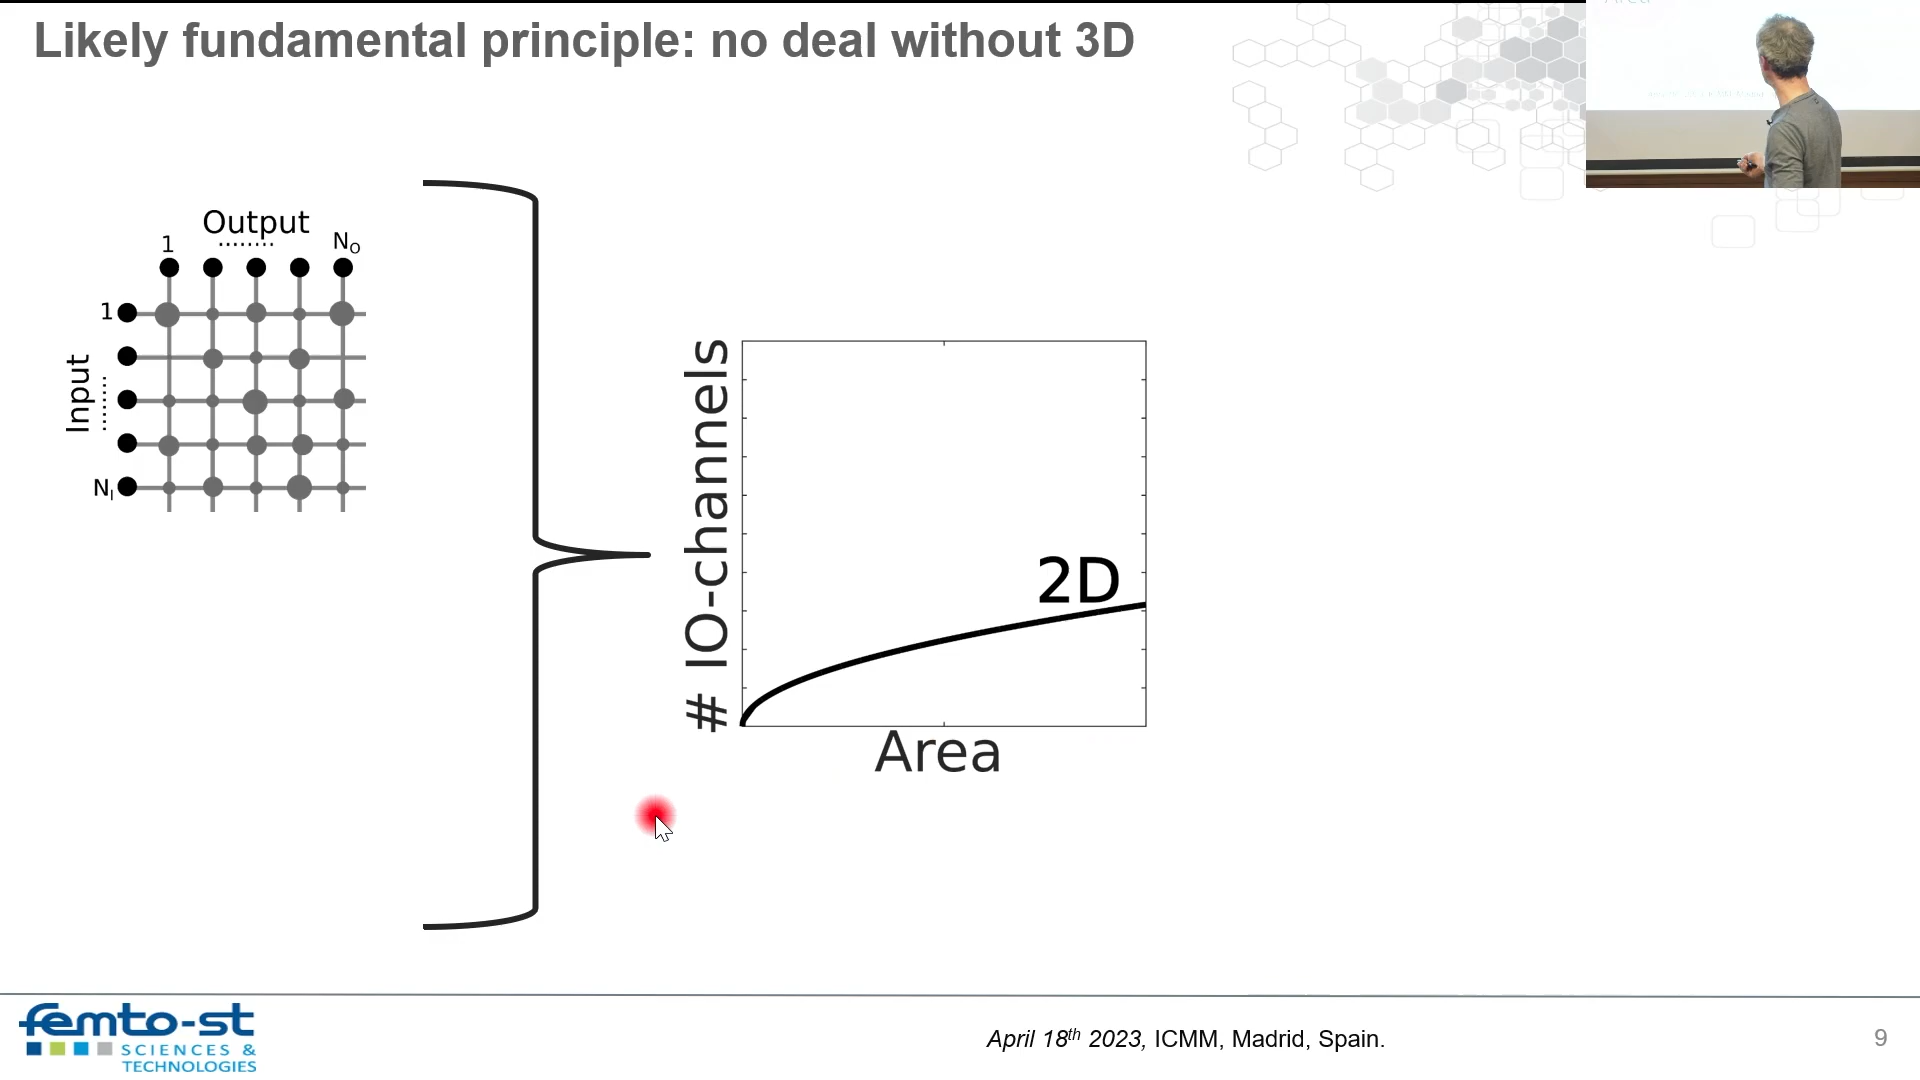 Likely fundamental principle: no deal without 3D
Output
1 ........ N_O
1
Input
........
N_I
# IO-channels
2D
Area
femto-st
SCIENCES &
TECHNOLOGIES
April 18th 2023, ICMM, Madrid, Spain.
9